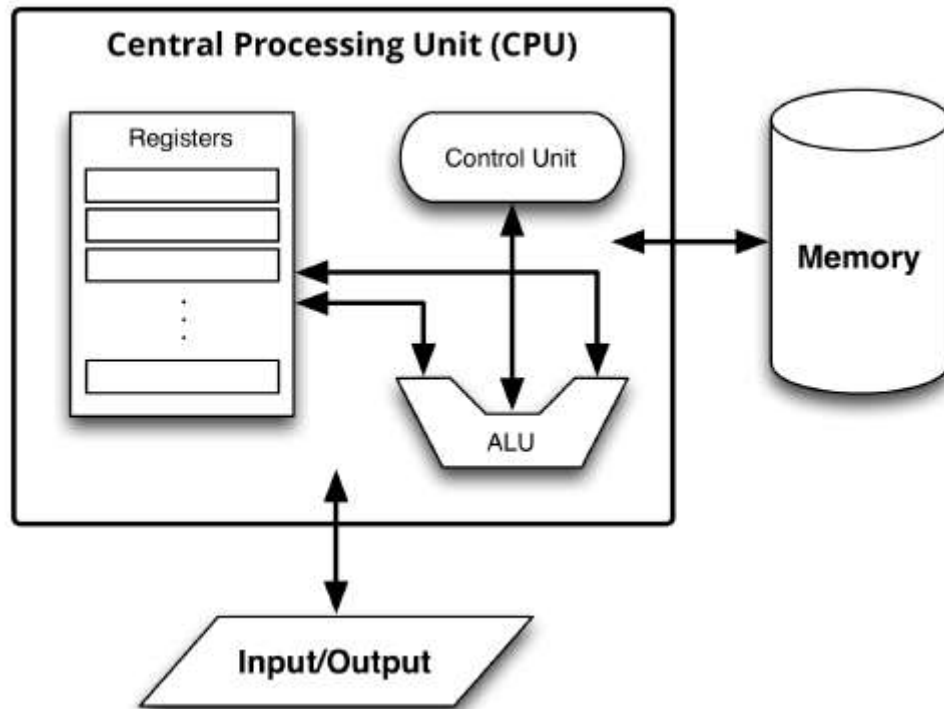 Central Processing Unit (CPU)
Registers
Control Unit
Memory
ALU
Input/Output